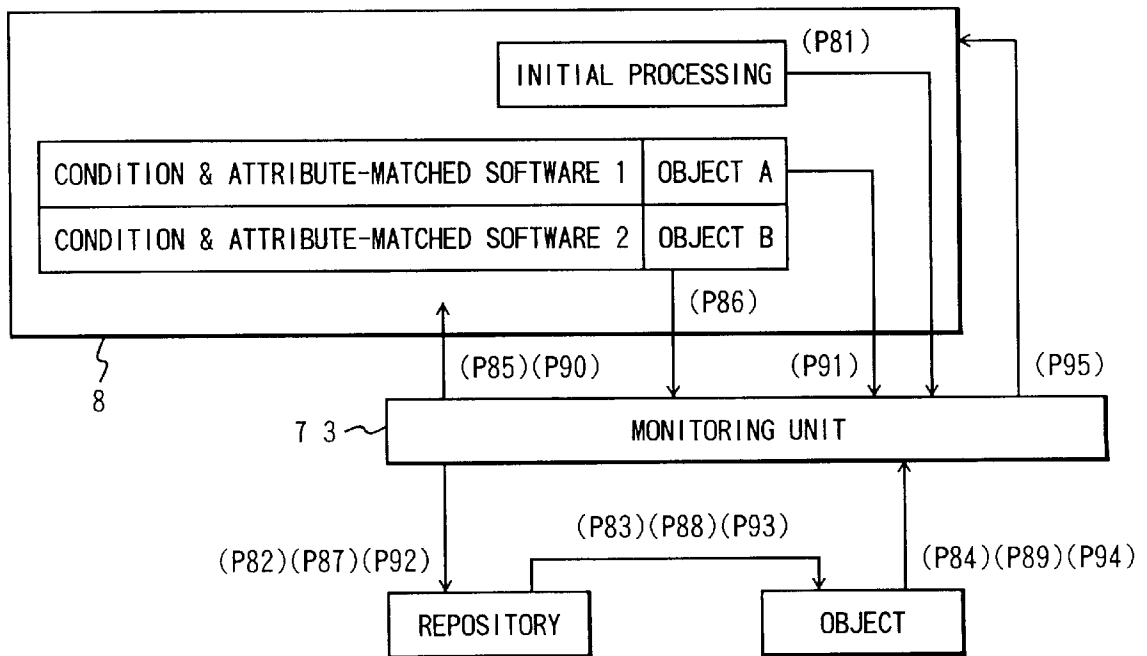 (P81)
INITIAL PROCESSING
CONDITION & ATTRIBUTE-MATCHED SOFTWARE 1 OBJECT A
CONDITION & ATTRIBUTE-MATCHED SOFTWARE 2 OBJECT B
(P86)
8
(P85)(P90)
(P91)
(P95)
7 3
MONITORING UNIT
(P83)(P88)(P93)
(P82)(P87)(P92)
(P84)(P89)(P94)
REPOSITORY
OBJECT